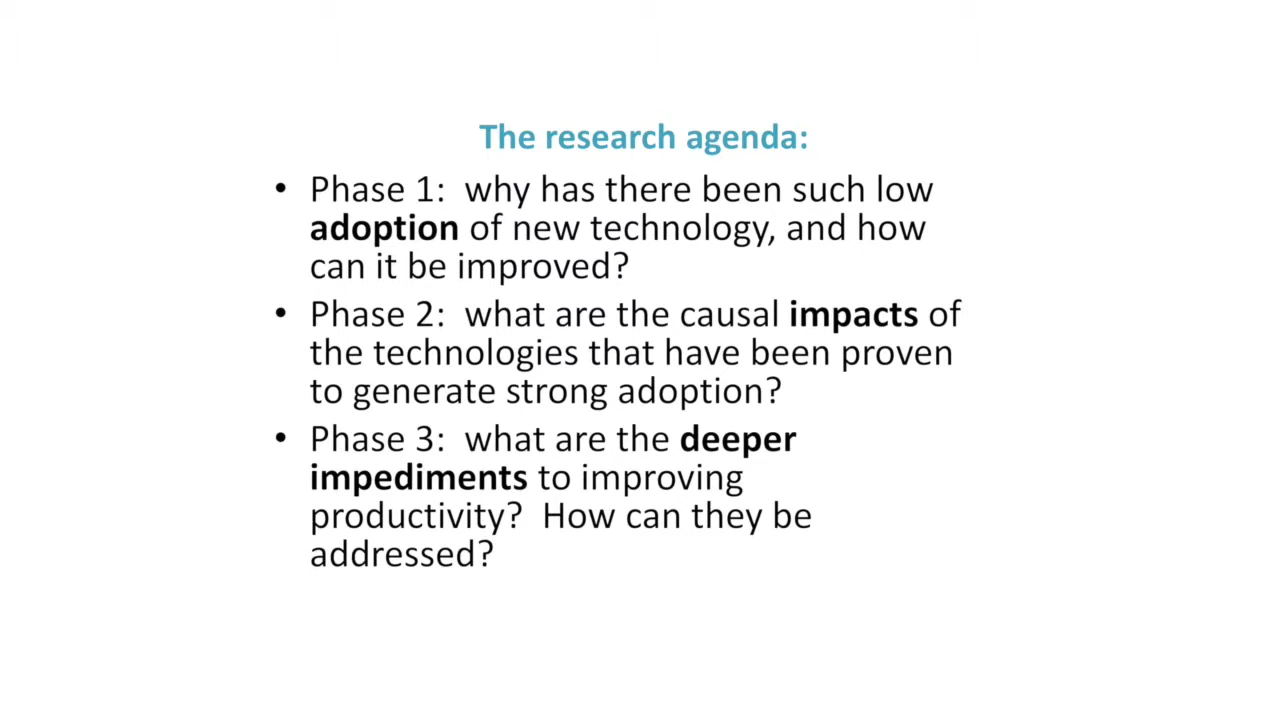 The research agenda:
• Phase 1:  why has there been such low
adoption of new technology, and how
can it be improved?
• Phase 2:  what are the causal impacts of
the technologies that have been proven
to generate strong adoption?
• Phase 3:  what are the deeper
impediments to improving
productivity?  How can they be
addressed?